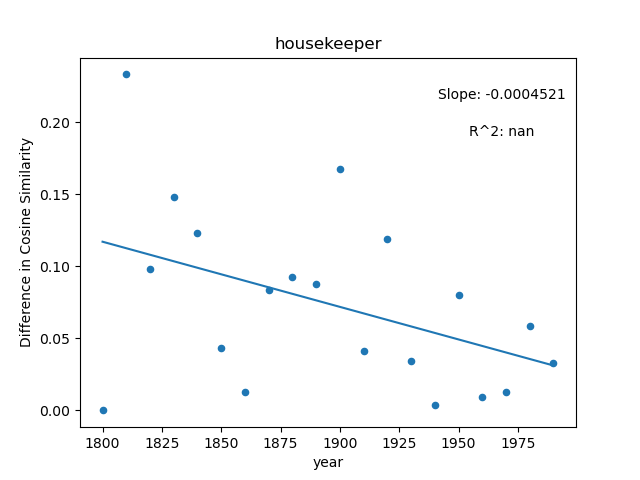 housekeeper
Slope: -0.0004521
R^2: nan
Difference in Cosine Similarity
0.20
0.15
0.10
0.05
0.00
1800 1825 1850 1875 1900 1925 1950 1975
year